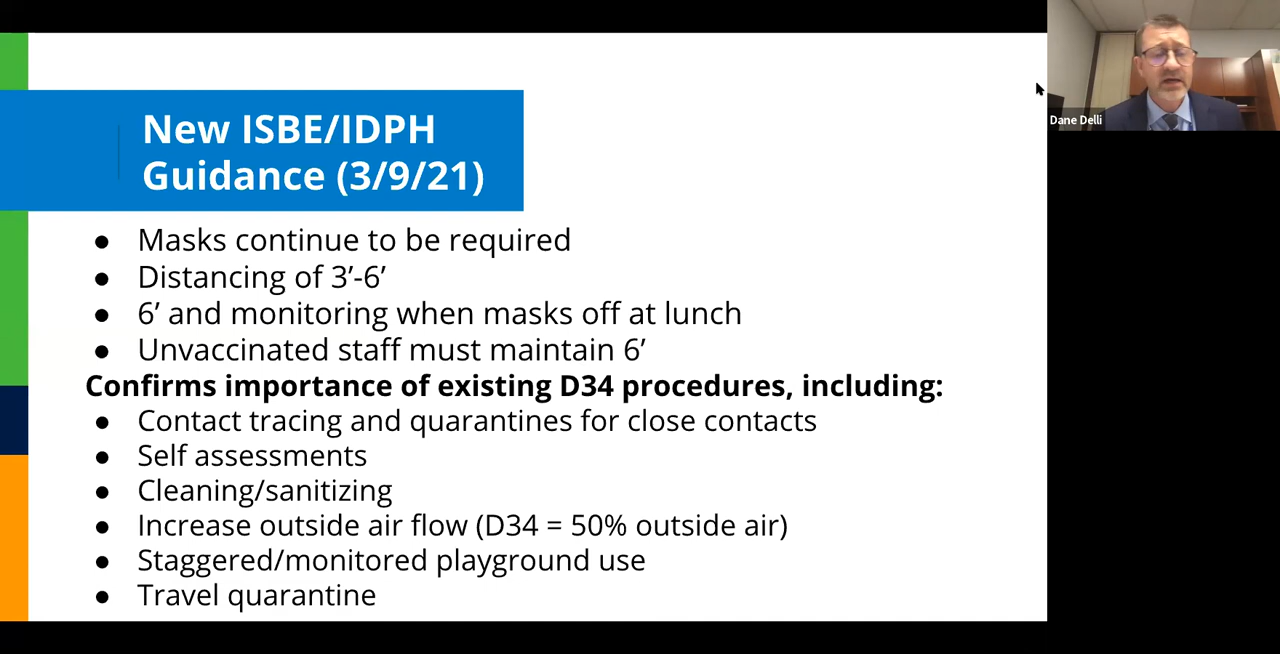 New ISBE/IDPH
Guidance (3/9/21)
● Masks continue to be required
● Distancing of 3’-6’
● 6’ and monitoring when masks off at lunch
● Unvaccinated staff must maintain 6’
Confirms importance of existing D34 procedures, including:
● Contact tracing and quarantines for close contacts
● Self assessments
● Cleaning/sanitizing
● Increase outside air flow (D34 = 50% outside air)
● Staggered/monitored playground use
● Travel quarantine
Dane Delli